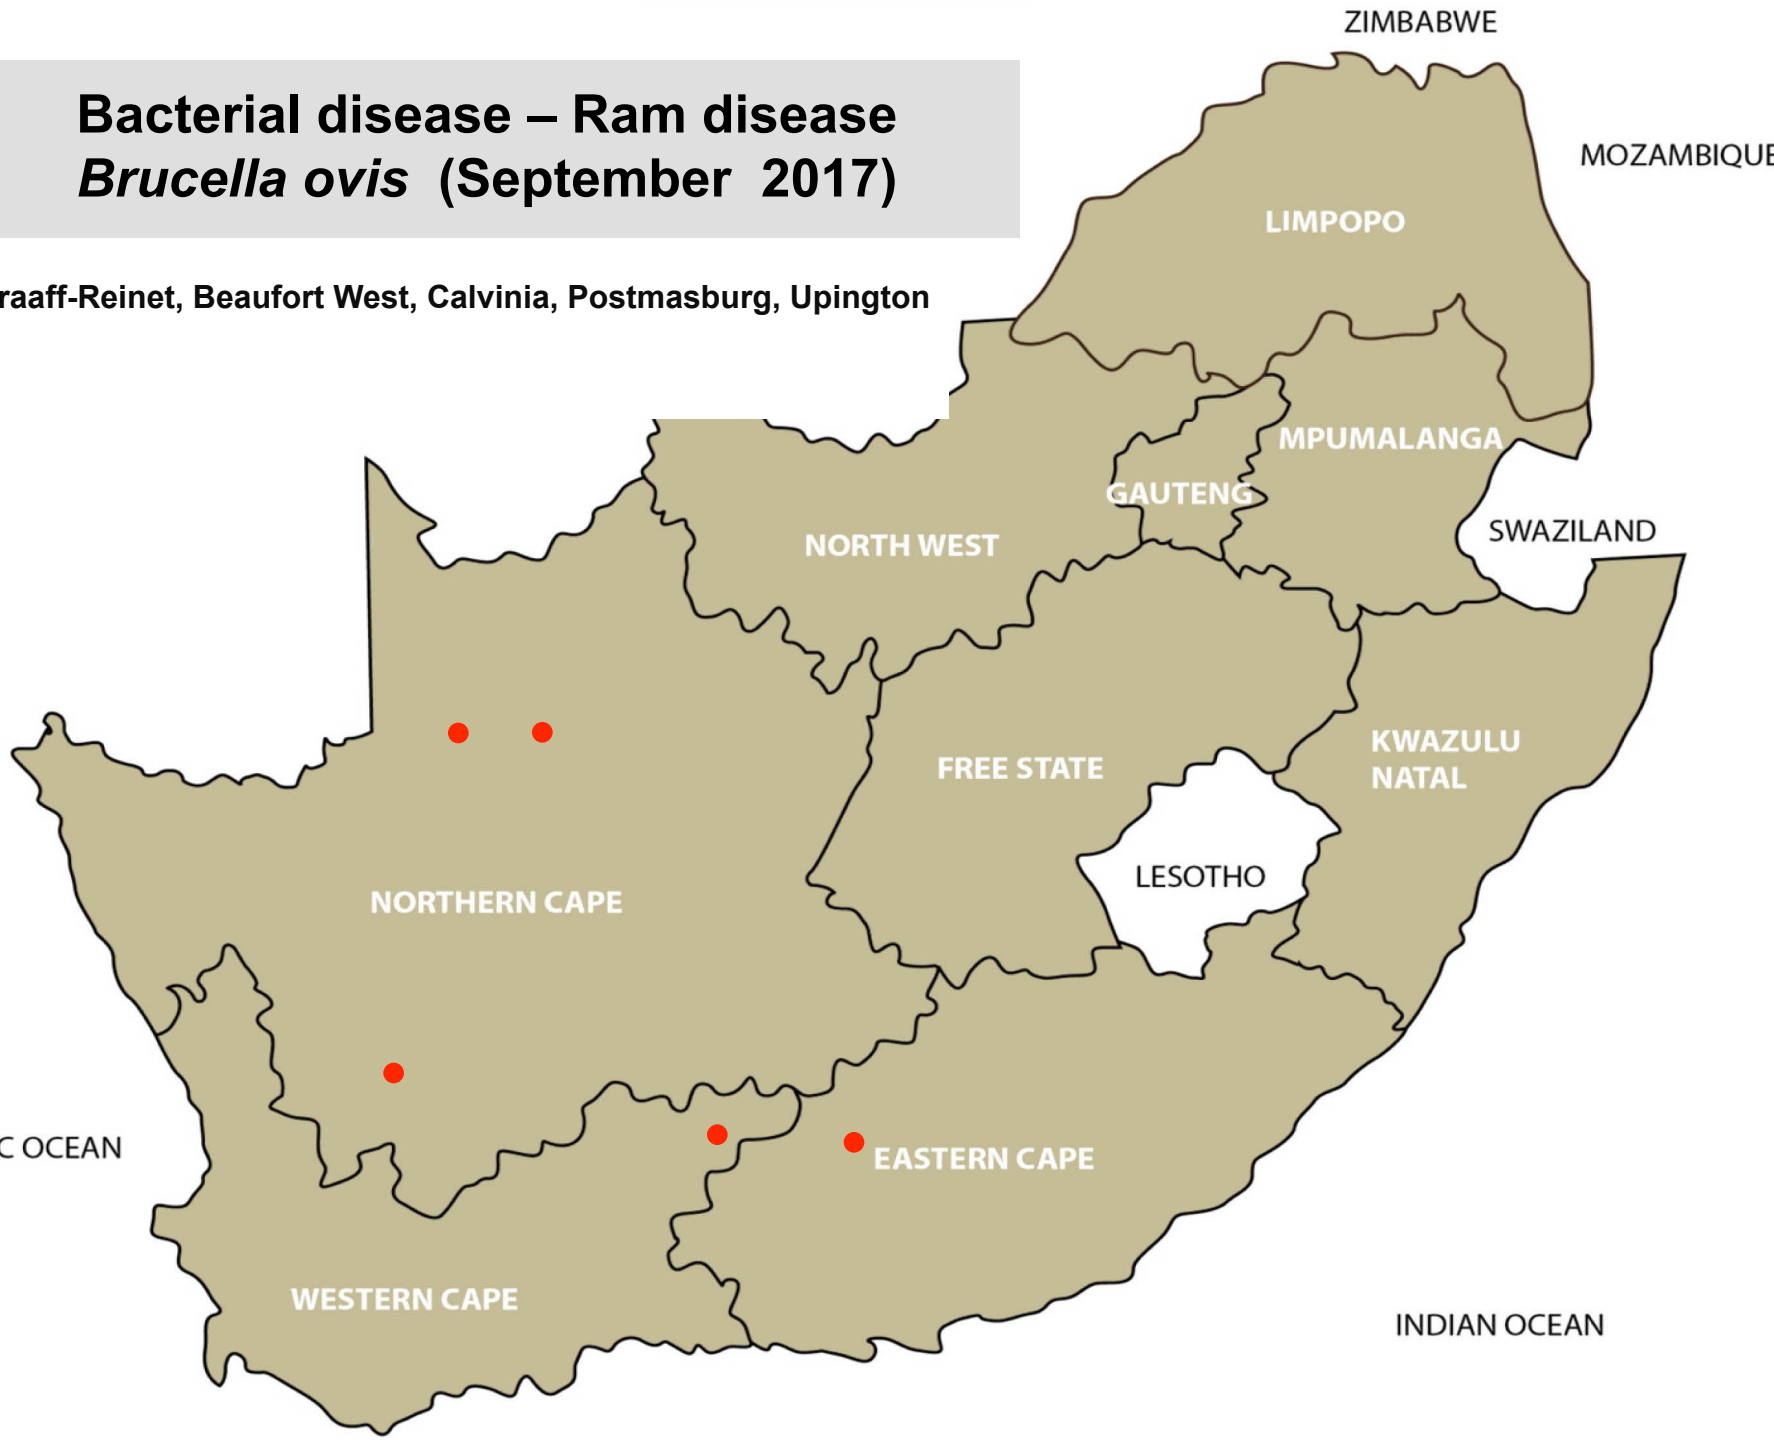 ZIMBABWE
Bacterial disease – Ram disease
Brucella ovis (September 2017)
MOZAMBIQUE
LIMPOPO
raaff-Reinet, Beaufort West, Calvinia, Postmasburg, Upington
MPUMALANGA
GAUTENG
SWAZILAND
NORTH WEST
KWAZULU
NATAL
FREE STATE
LESOTHO
NORTHERN CAPE
C OCEAN
EASTERN CAPE
WESTERN CAPE
INDIAN OCEAN